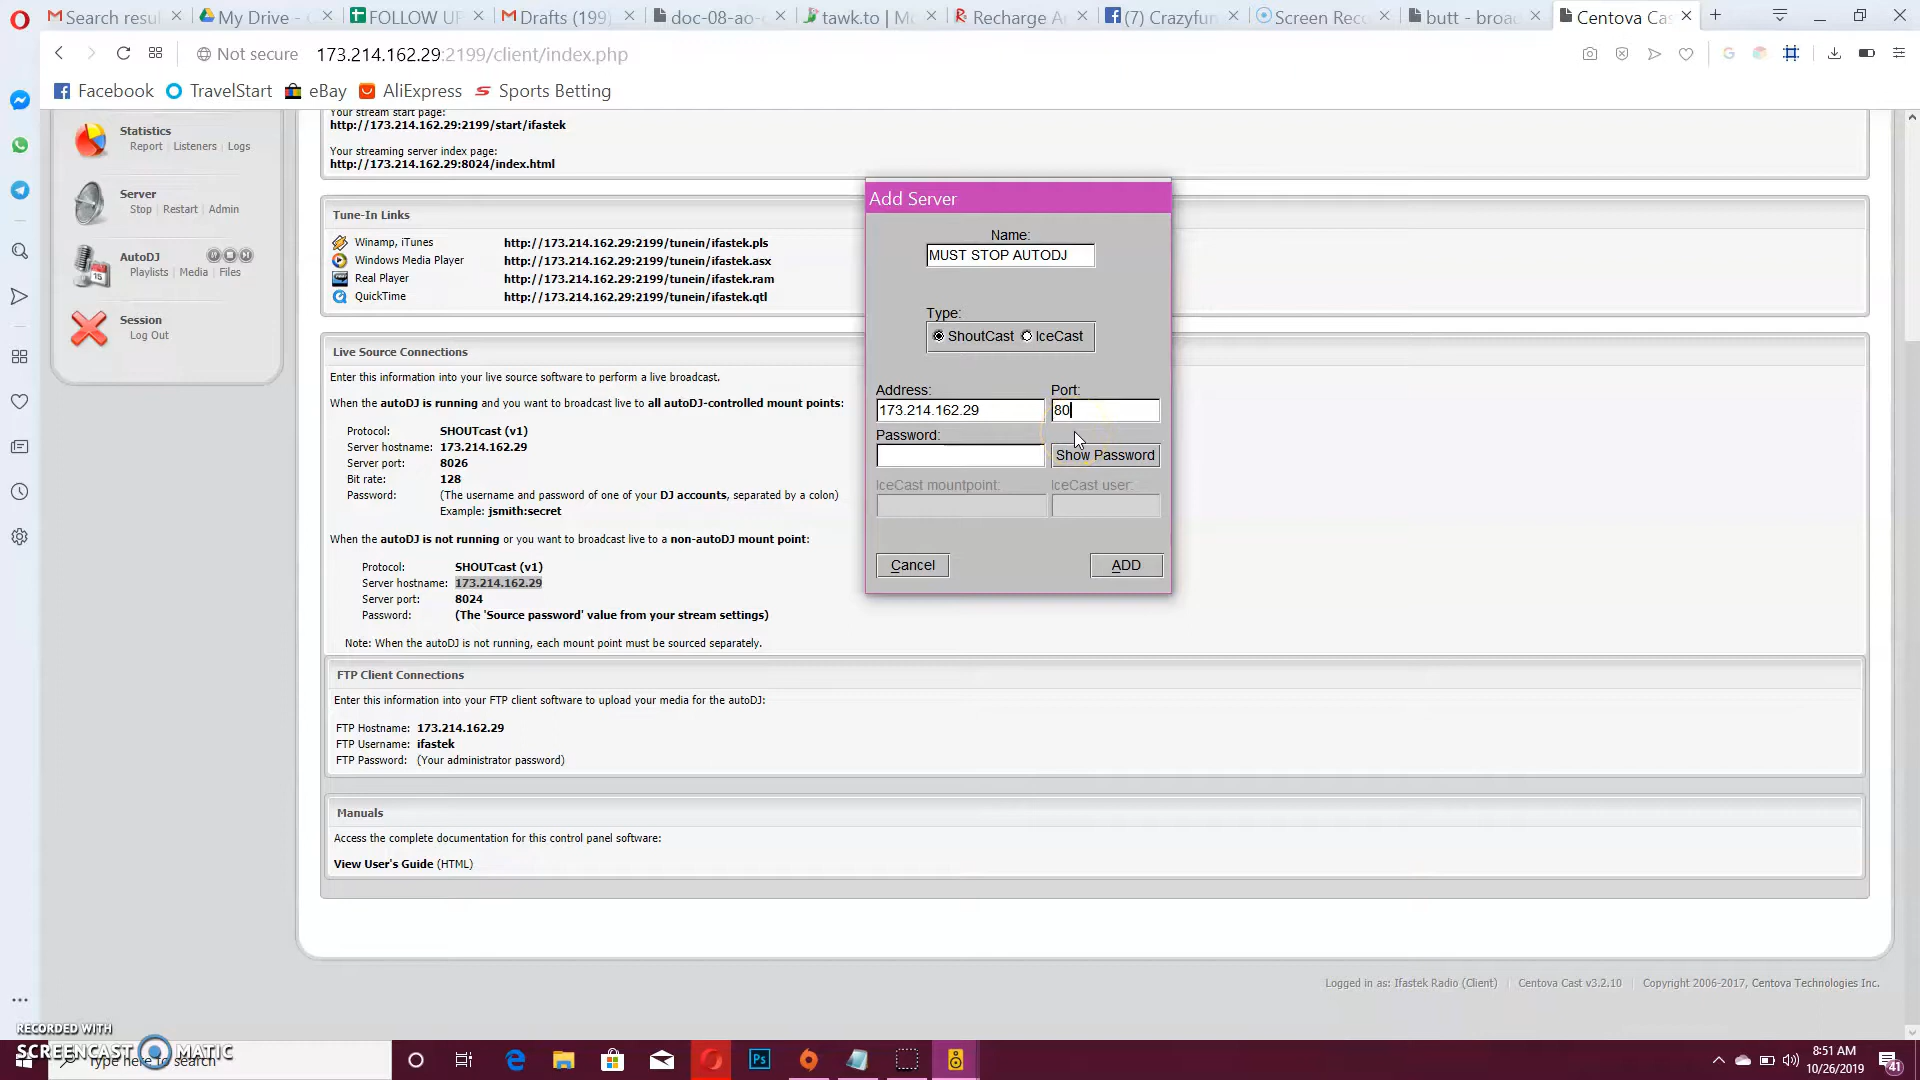 Search resul
My Drive -
FOLLOW UP
Drafts (199)
doc-08-ao-
tawk.to | M
Recharge A
(7) Crazyfun
Screen Rec
butt - broad
Centova Cas
Not secure
173.214.162.29:2199/client/index.php
Facebook
TravelStart
eBay
AliExpress
Sports Betting
Statistics
Report
Listeners
Logs
Server
Stop
Restart
Admin
AutoDJ
Playlists
Media
Files
Session
Log Out
Your stream start page:
http://173.214.162.29:2199/start/ifastek
Your streaming server index page:
http://173.214.162.29:8024/index.html
Tune-In Links
Winamp, iTunes http://173.214.162.29:2199/tunein/ifastek.pls
Windows Media Player http://173.214.162.29:2199/tunein/ifastek.asx
Real Player http://173.214.162.29:2199/tunein/ifastek.ram
QuickTime http://173.214.162.29:2199/tunein/ifastek.qtl
Live Source Connections
Enter this information into your live source software to perform a live broadcast.
When the autoDJ is running and you want to broadcast live to all autoDJ-controlled mount points:
Protocol: SHOUTcast (v1)
Server hostname: 173.214.162.29
Server port: 8026
Bit rate: 128
Password: (The username and password of one of your DJ accounts, separated by a colon)
Example: jsmith:secret
When the autoDJ is not running or you want to broadcast live to a non-autoDJ mount point:
Protocol: SHOUTcast (v1)
Server hostname: 173.214.162.29
Server port: 8024
Password: (The 'Source password' value from your stream settings)
Note: When the autoDJ is not running, each mount point must be sourced separately.
FTP Client Connections
Enter this information into your FTP client software to upload your media for the autoDJ:
FTP Hostname: 173.214.162.29
FTP Username: ifastek
FTP Password: (Your administrator password)
Manuals
Access the complete documentation for this control panel software:
View User's Guide (HTML)
Add Server
Name:
MUST STOP AUTODJ
Type:
ShoutCast IceCast
Address: Port:
173.214.162.29 80
Password:
Show Password
IceCast mountpoint: IceCast user:
Cancel ADD
Logged in as: Ifastek Radio (Client)
Centova Cast v3.2.10
Copyright 2006-2017, Centova Technologies Inc.
RECORDED WITH
SCREENCAST MATIC
Type here to search
Ps
8:51 AM
10/26/2019
41